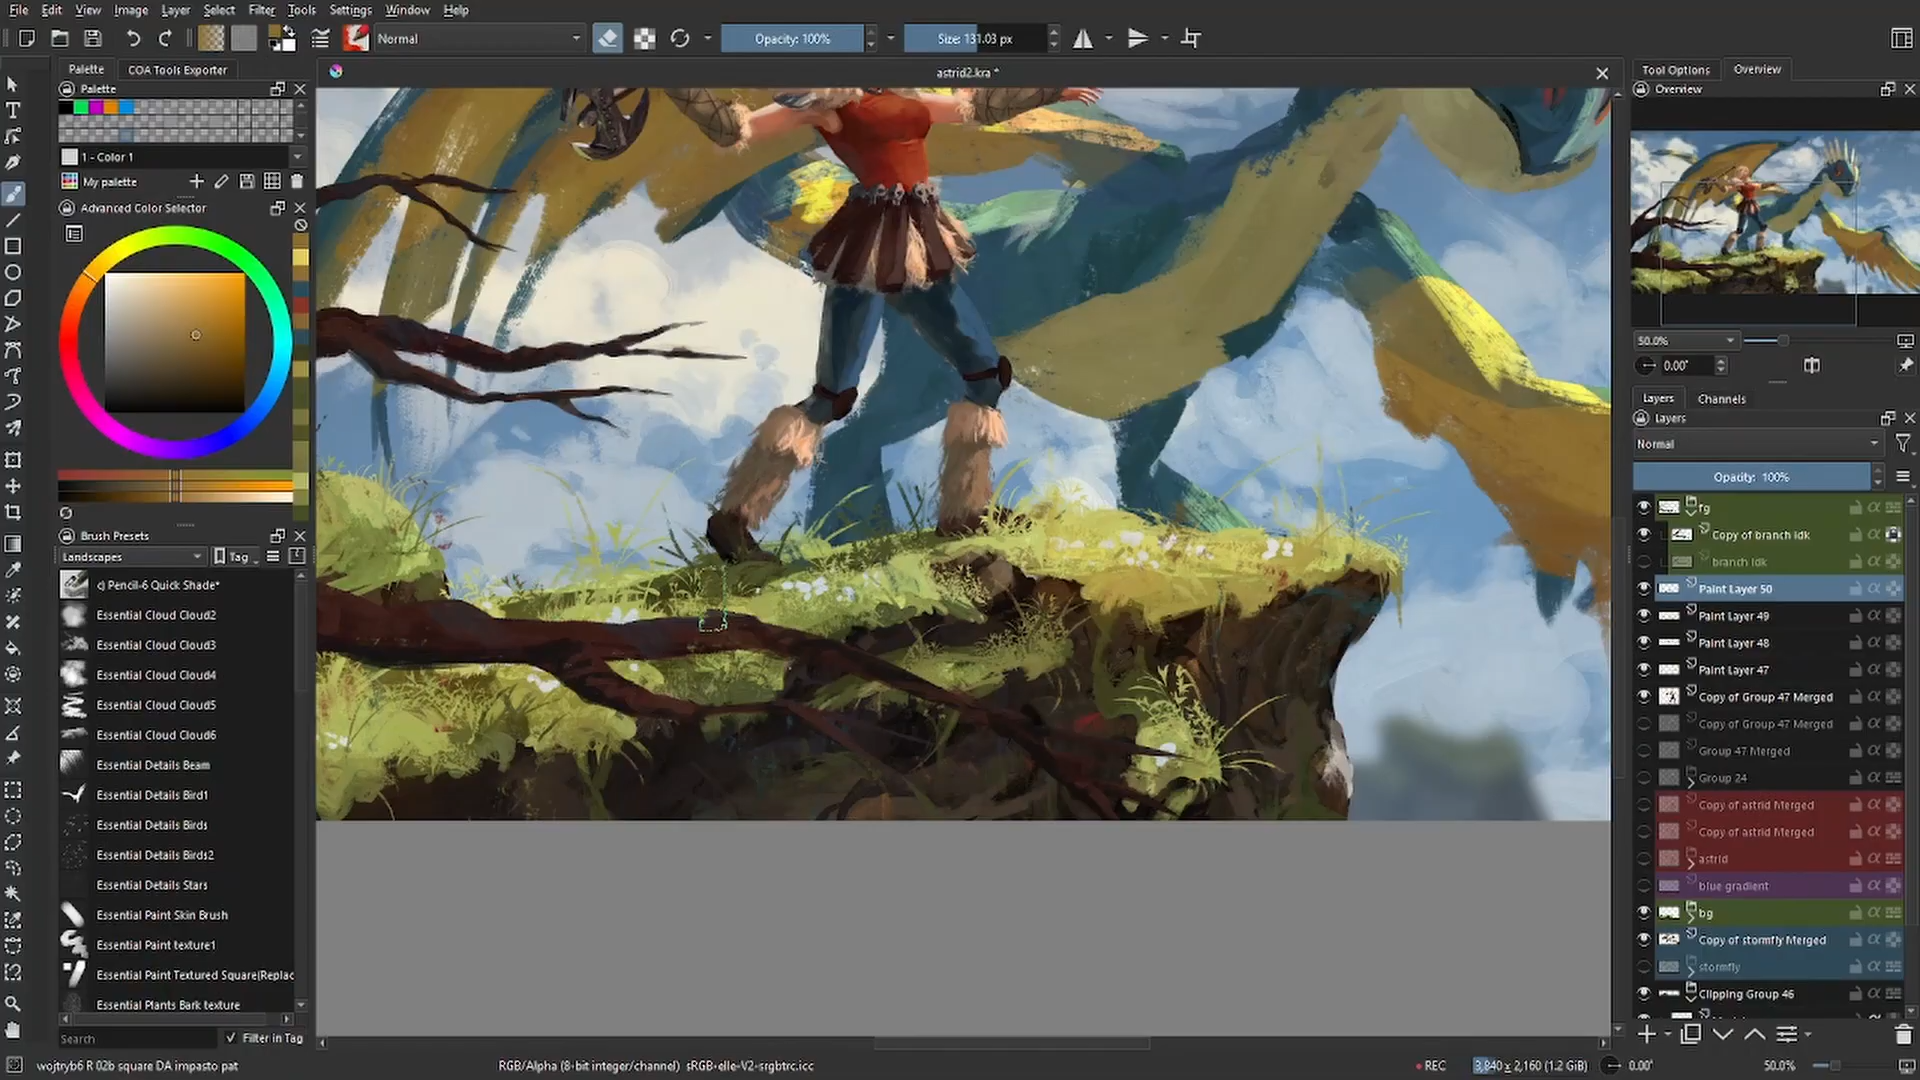 File Edit View Image Layer Select Filter Tools Settings Window Help
Normal
Opacity: 100%
Size: 131.03 px
Palette COA Tools Exporter
Palette
1 - Color 1
My palette
Advanced Color Selector
Brush Presets
Landscapes
Tag
c) Pencil-6 Quick Shade*
Essential Cloud Cloud2
Essential Cloud Cloud3
Essential Cloud Cloud4
Essential Cloud Cloud5
Essential Cloud Cloud6
Essential Details Beam
Essential Details Bird1
Essential Details Birds
Essential Details Birds2
Essential Details Stars
Essential Paint Skin Brush
Essential Paint texture1
Essential Paint Textured Square(Replac
Essential Plants Bark texture
Search
Filter in Tag
astrid2.kra *
Tool Options Overview
Overview
50.0%
0.00°
Layers Channels
Layers
Normal
Opacity: 100%
fg
Copy of branch idk
branch idk
Paint Layer 50
Paint Layer 49
Paint Layer 48
Paint Layer 47
Copy of Group 47 Merged
Copy of Group 47 Merged
Group 47 Merged
Group 24
Copy of astrid Merged
Copy of astrid Merged
astrid
blue gradient
bg
Copy of stormfly Merged
stormfly
Clipping Group 46
wojtryb6 R 02b square DA impasto pat
RGB/Alpha (8-bit integer/channel) sRGB-elle-V2-srgbtrc.icc
REC
3,840 x 2,160 (1.2 GiB)
0.00°
50.0%